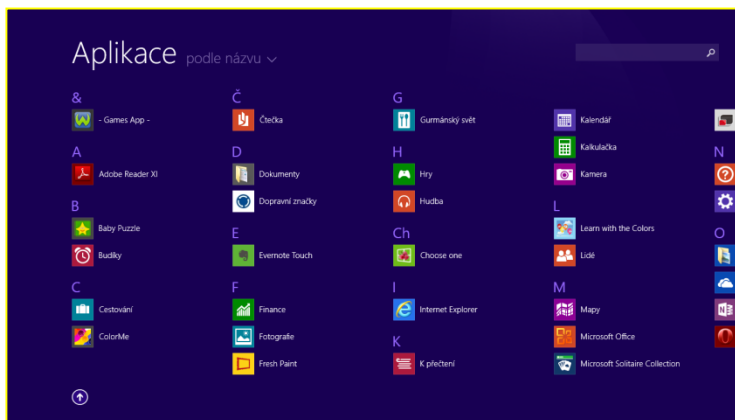 Aplikace podle názvu
&
- Games App -
A
Adobe Reader XI
B
Baby Puzzle
Budíky
C
Cestování
ColorMe
Č
Čtečka
D
Dokumenty
Dopravní značky
E
Evernote Touch
F
Finance
Fotografie
Fresh Paint
G
Gurmánský svět
H
Hry
Hudba
Ch
Choose one
I
Internet Explorer
K
K přečtení
Kalendář
Kalkulačka
Kamera
L
Learn with the Colors
Lidé
M
Mapy
Microsoft Office
Microsoft Solitaire Collection
N
O